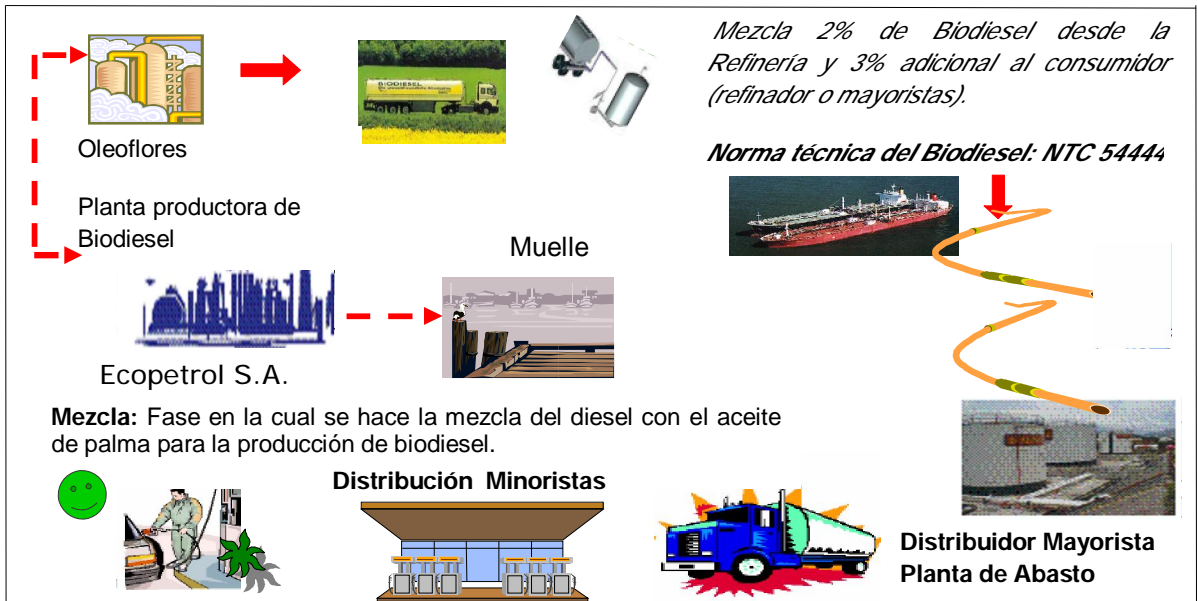 Mezcla 2% de Biodiesel desde la
Refinería y 3% adicional al consumidor
(refinador o mayoristas).
BIODIESEL
Oleoflores
Norma técnica del Biodiesel: NTC 54444
Planta productora de
Biodiesel
Muelle
Ecopetrol S.A.
Mezcla: Fase en la cual se hace la mezcla del diesel con el aceite
de palma para la producción de biodiesel.
Distribución Minoristas
Distribuidor Mayorista
Planta de Abasto